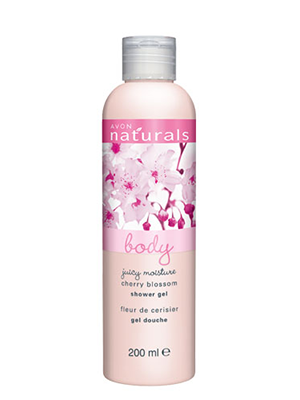 AVON
naturals
body
juicy moisture
cherry blossom
shower gel
fleur de cerisier
gel douche
200 ml ℮